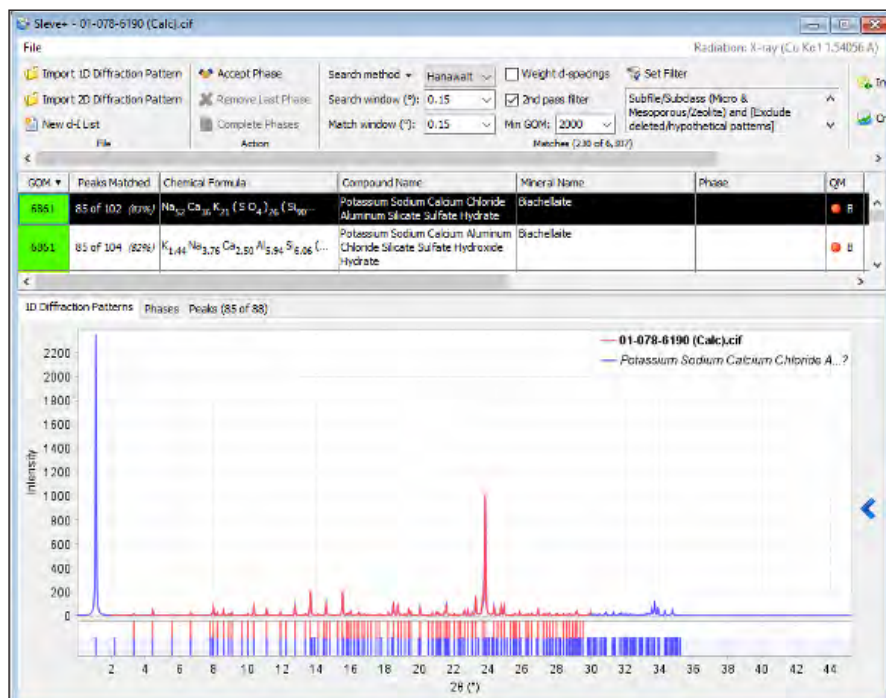 SIeve+ - 01-078-6190 (Calc).cif
File
Radiation: X-ray (Cu Kα1 1.54056 Å)
Import 1D Diffraction Pattern
Accept Phase
Search method
Hanawalt
Weight d-spacings
Set Filter
Import 2D Diffraction Pattern
Remove Last Phase
Search window (°): 0.15
2nd pass filter
Subfile/Subclass (Micro &
Mesoporous/Zeolite) and [Exclude
deleted/hypothetical patterns]
New d-I List
Complete Phases
Match window (°): 0.15
Min GOM: 2000
File
Action
GOM
Peaks Matched
Chemical Formula
Compound Name
Mineral Name
Phase
QM
6861
85 of 102 (83%)
Potassium Sodium Calcium Chloride
Aluminum Silicate Sulfate Hydrate
Biachellaite
B
6861
85 of 104 (82%)
Potassium Sodium Calcium Aluminum
Chloride Silicate Sulfate Hydroxide
Hydrate
Biachellaite
B
1D Diffraction Patterns
Phases
Peaks (85 of 88)
01-078-6190 (Calc).cif
Potassium Sodium Calcium Chloride A...?
Intensity
2200
2000
1800
1600
1400
1200
1000
800
600
400
200
0
2 4 6 8 10 12 14 16 18 20 22 24 26 28 30 32 34 36 38 40 42 44
2θ (°)